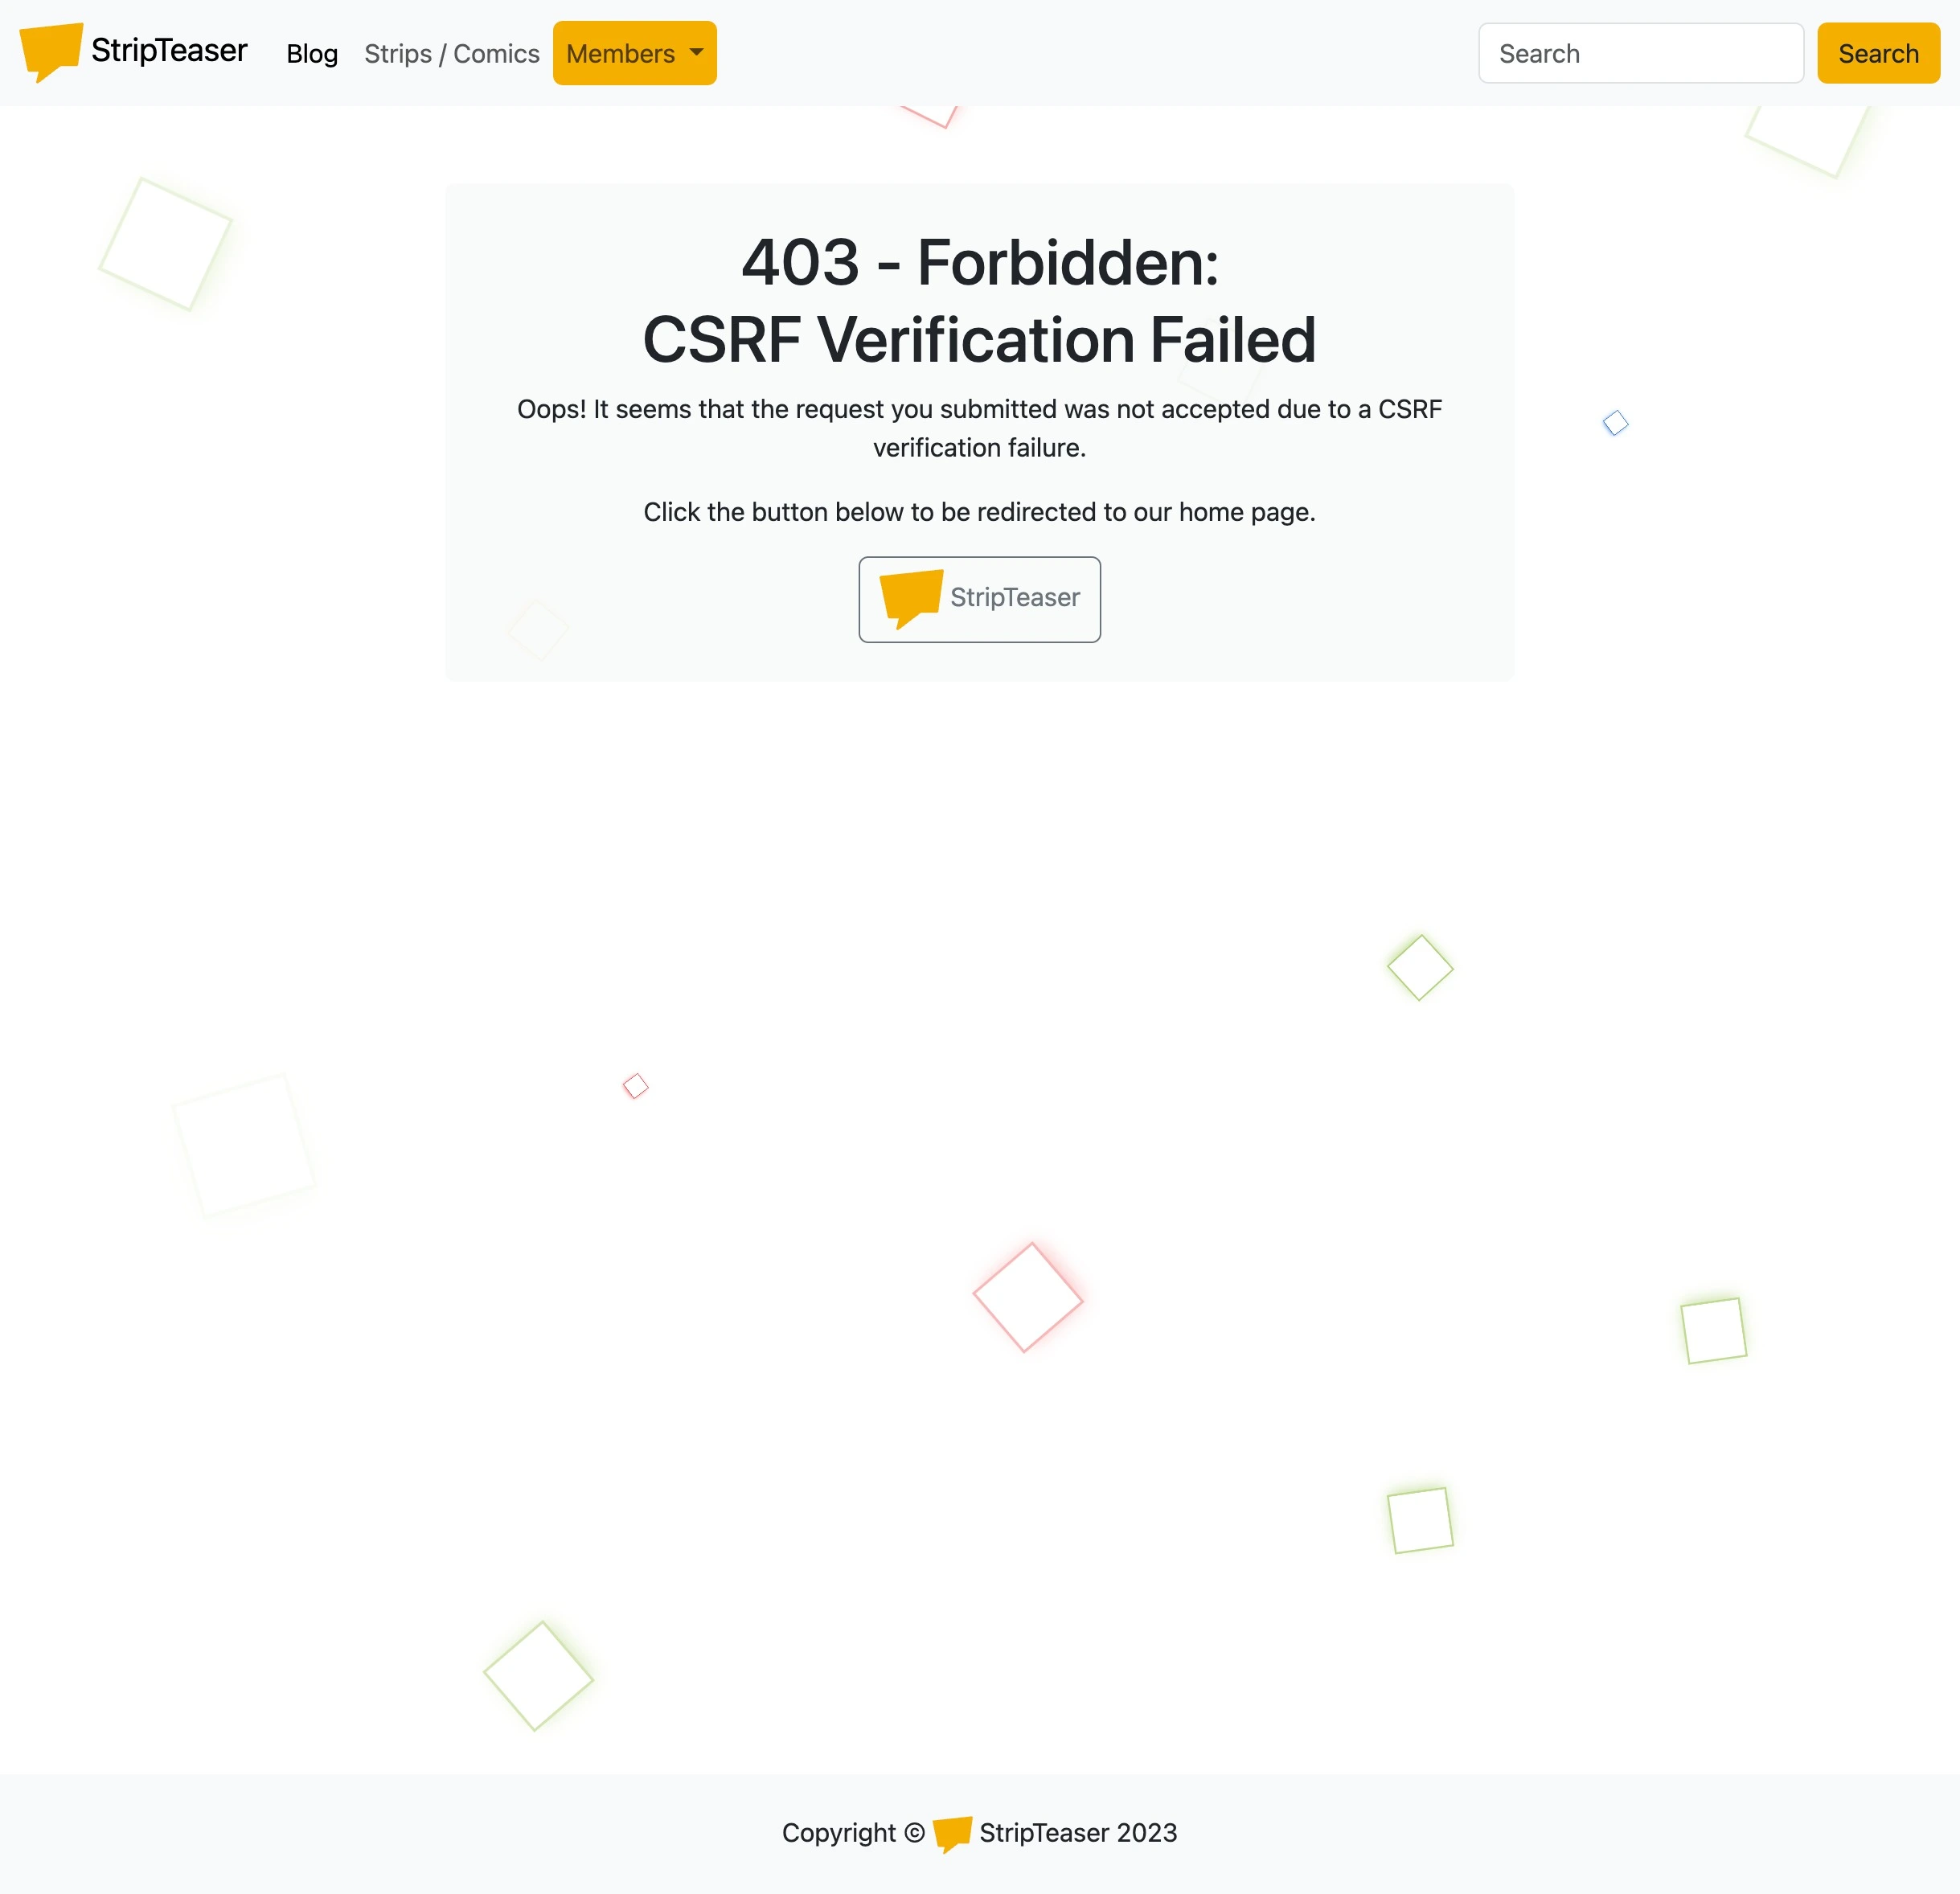 StripTeaser Blog Strips / Comics Members Search Search
403 - Forbidden:
CSRF Verification Failed
Oops! It seems that the request you submitted was not accepted due to a CSRF
verification failure.
Click the button below to be redirected to our home page.
StripTeaser
Copyright © StripTeaser 2023